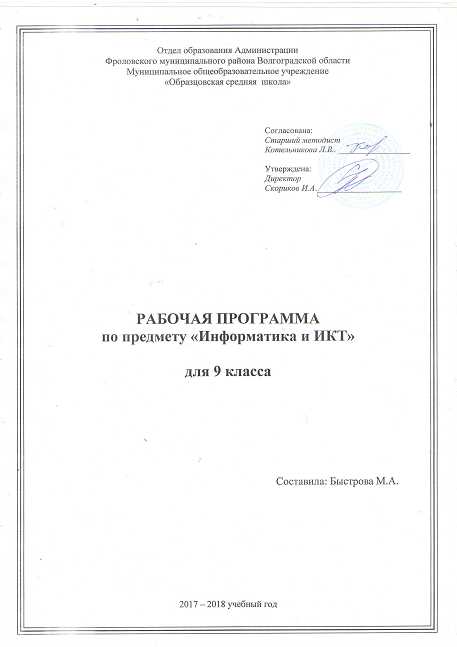 Отдел образования Администрации
Фроловского муниципального района Волгоградской области
Муниципальное общеобразовательное учреждение
«Образцовская средняя школа»
Согласована:
Старший методист
Котельникова Л.В..
Утверждена:
Директор
Скориков И.А.
РАБОЧАЯ ПРОГРАММА
по предмету «Информатика и ИКТ»
для 9 класса
Составила: Быстрова М.А.
2017 – 2018 учебный год